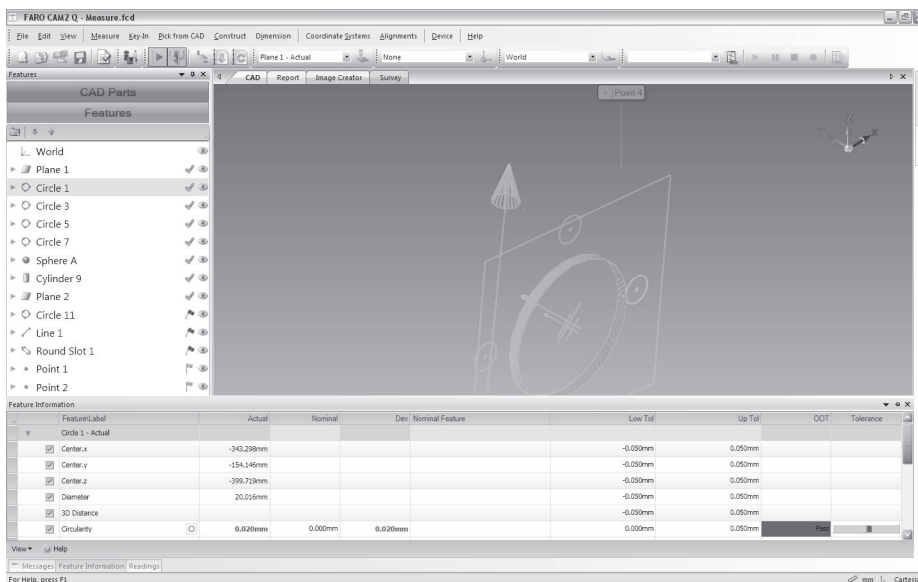 FARO CAM2 Q - Measure.fcd
File Edit View Measure Key-In Pick from CAD Construct Dimension Coordinate Systems Alignments Device Help
Plane 1 - Actual None World
Features
CAD Report Image Creator Survey
CAD Parts
Features
World
Plane 1
Circle 1
Circle 3
Circle 5
Circle 7
Sphere A
Cylinder 9
Plane 2
Circle 11
Line 1
Round Slot 1
Point 1
Point 2
Point 4
Z
X
Feature Information
Feature\Label Actual Nominal Dev Nominal Feature Low Tol Up Tol OOT Tolerance
Circle 1 - Actual
Center.x -343.298mm -0.050mm 0.050mm
Center.y -154.146mm -0.050mm 0.050mm
Center.z -399.719mm -0.050mm 0.050mm
Diameter 20.016mm -0.050mm 0.050mm
3D Distance -0.050mm 0.050mm
Circularity 0.020mm 0.000mm 0.020mm 0.000mm 0.050mm Pass
View Help
Messages Feature Information Readings
For Help, press F1 mm Cartesi